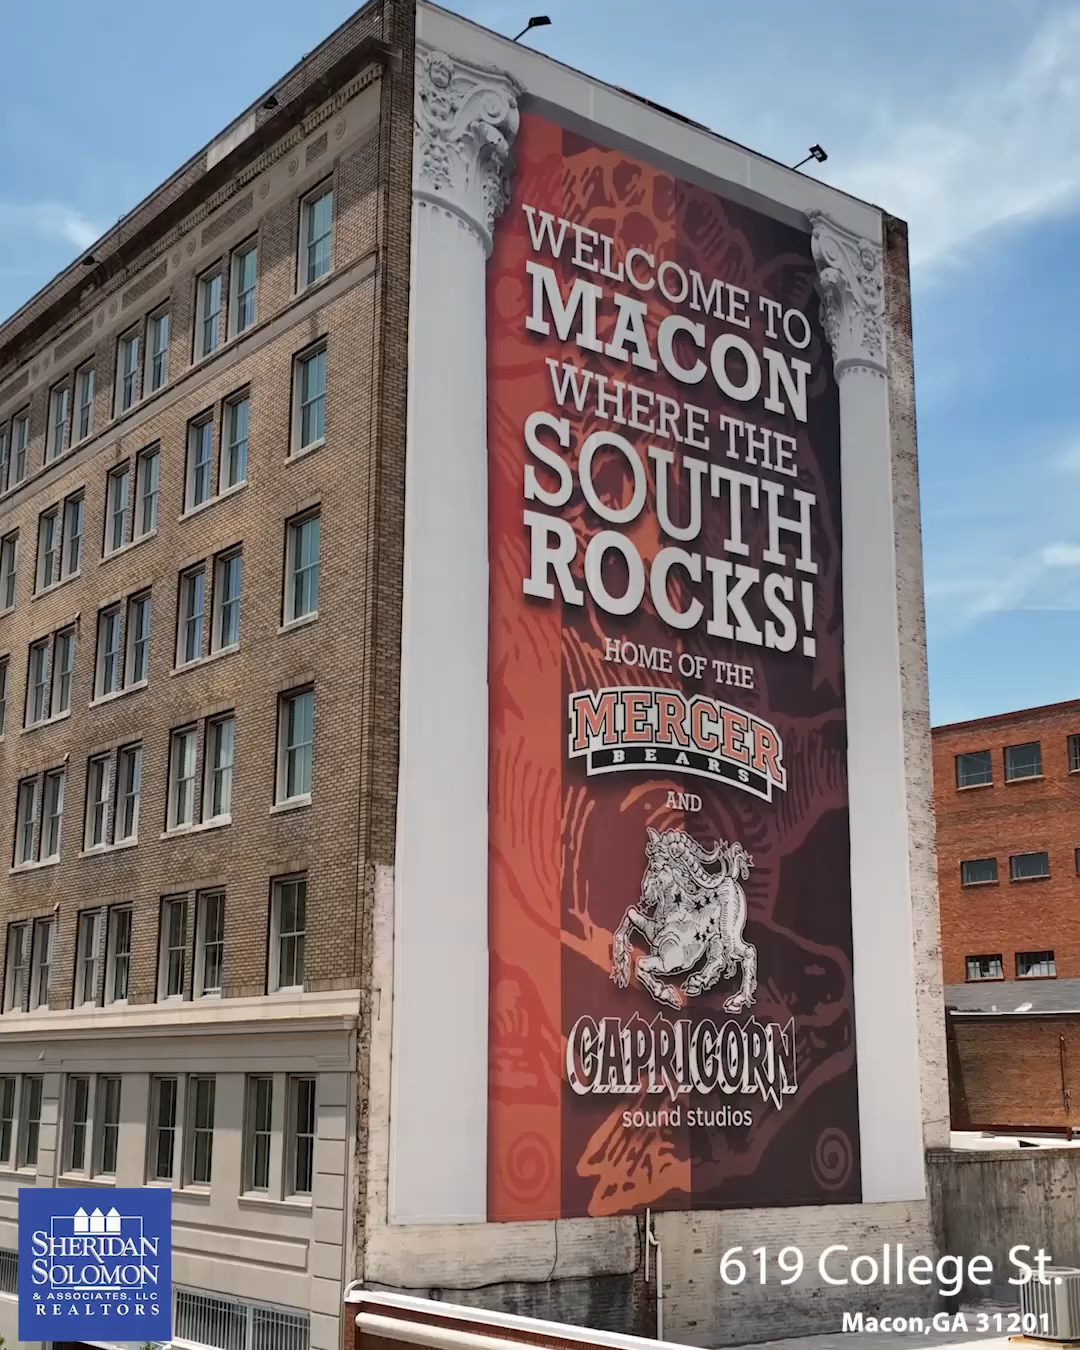 WELCOME TO
MACON
WHERE THE
SOUTH
ROCKS!
HOME OF THE
MERCER
BEARS
AND
CAPRICORN
sound studios
SHERIDAN
SOLOMON
& ASSOCIATES, LLC
REALTORS
619 College St.
Macon,GA 31201